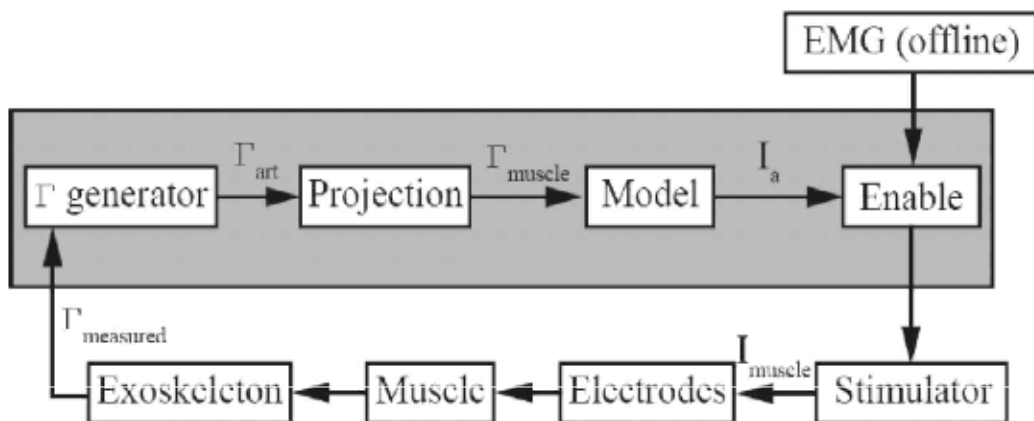 EMG (offline)
Γ generator
Γart
Projection
Γmuscle
Model
Ia
Enable
Γmeasured
Exoskeleton
Muscle
Electrodes
Imuscle
Stimulator